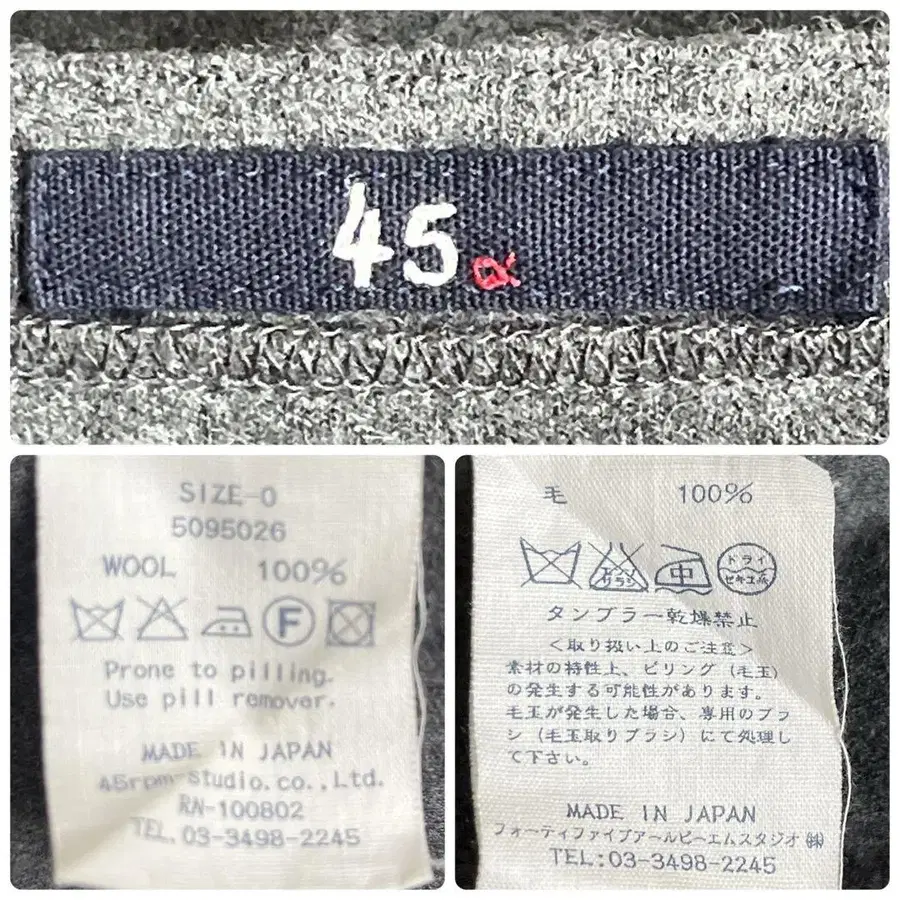 45α
SIZE-0
5095026
WOOL 100%
F
Prone to pilling.
Use pill remover.
MADE IN JAPAN
45rpm studio.co.,Ltd.
RN-100802
TEL.03-3498-2245
毛 100%
エンソサラシ 中 ドライ セキユ系
タンブラー乾燥禁止
<取り扱い上のご注意>
素材の特性上、ピリング(毛玉)
の発生する可能性があります。
毛玉が発生した場合、専用のブラ
シ(毛玉取りブラシ)にて処理し
て下さい。
MADE IN JAPAN
フォーティファイブアールピーエムスタジオ㈱
TEL:03-3498-2245